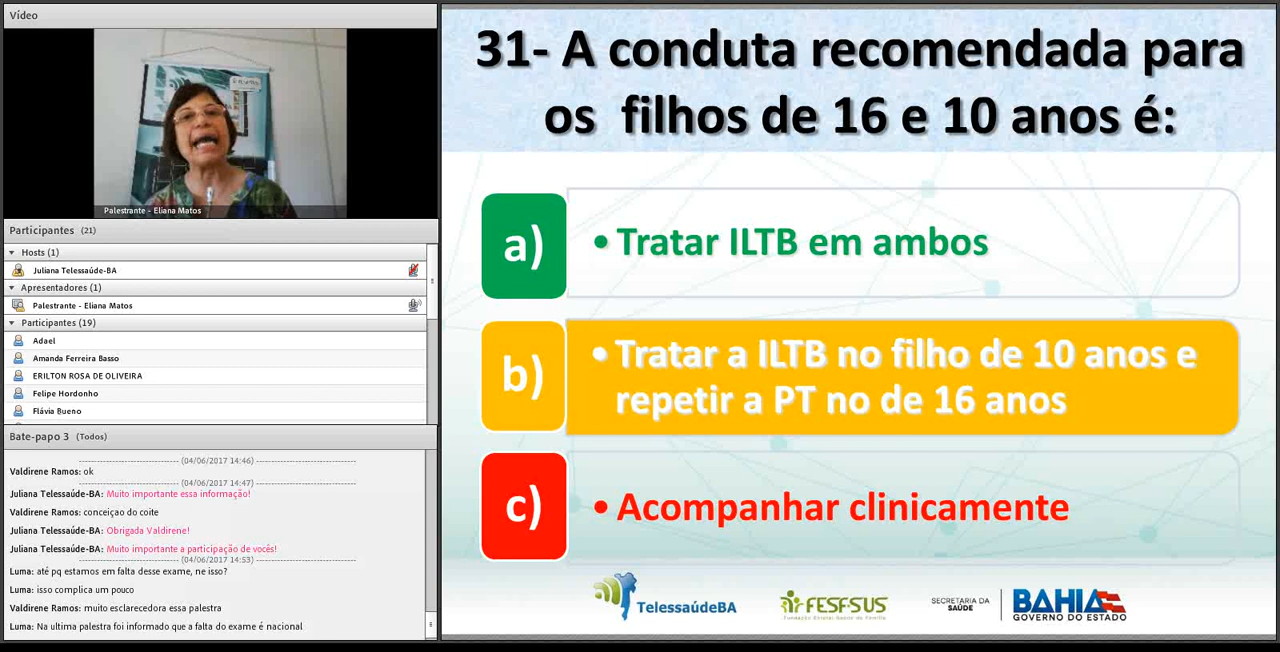 Vídeo
Palestrante - Eliana Matos
Participantes (21)
Hosts (1)
Juliana Telessaúde-BA
Apresentadores (1)
Palestrante - Eliana Matos
Participantes (19)
Adael
Amanda Ferreira Basso
ERILTON ROSA DE OLIVEIRA
Felipe Hordonho
Flávia Bueno
Bate-papo 3 (Todos)
(04/06/2017 14:46)
Valdirene Ramos: ok
(04/06/2017 14:47)
Juliana Telessaúde-BA: Muito importante essa informação!
Valdirene Ramos: conceiçao do coite
Juliana Telessaúde-BA: Obrigada Valdirene!
Juliana Telessaúde-BA: Muito importante a participação de vocês!
(04/06/2017 14:53)
Luma: até pq estamos em falta desse exame, ne isso?
Luma: isso complica um pouco
Valdirene Ramos: muito esclarecedora essa palestra
Luma: Na ultima palestra foi informado que a falta do exame é nacional
31- A conduta recomendada para
os filhos de 16 e 10 anos é:
a) • Tratar ILTB em ambos
b) • Tratar a ILTB no filho de 10 anos e
repetir a PT no de 16 anos
c) • Acompanhar clinicamente
TelessaúdeBA
FESF-SUS
SECRETARIA DA
SAÚDE
BAHIA
GOVERNO DO ESTADO